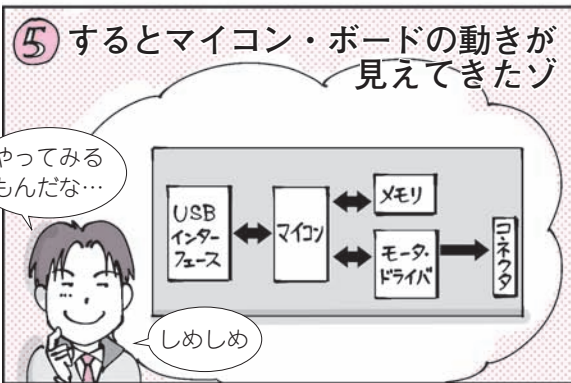 ⑤ するとマイコン・ボードの動きが
見えてきたゾ
やってみる
もんだな…
USB
インター
フェース
マイコン
メモリ
モータ・
ドライバ
コネクタ
しめしめ